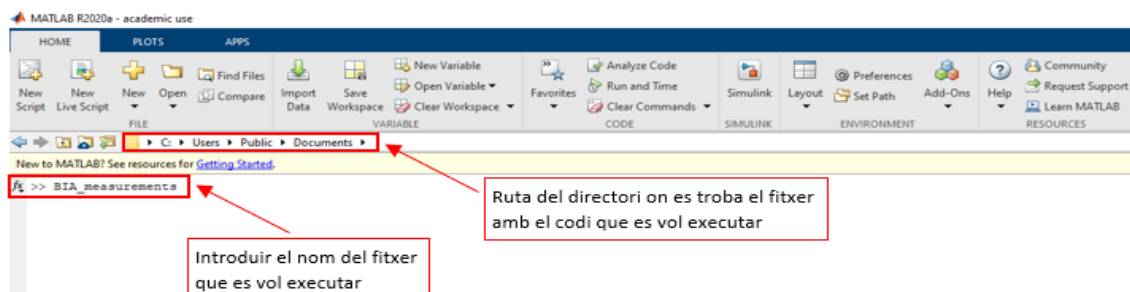 MATLAB R2020a - academic use
HOME PLOTS APPS
New Script
New Live Script
New
Open
Find Files
Compare
Import Data
Save Workspace
New Variable
Open Variable
Clear Workspace
Favorites
Analyze Code
Run and Time
Clear Commands
Simulink
Layout
Preferences
Set Path
Add-Ons
Help
Community
Request Support
Learn MATLAB
FILE VARIABLE CODE SIMULINK ENVIRONMENT RESOURCES
C: Users Public Documents
New to MATLAB? See resources for Getting Started.
fx >> BIA_measurements
Ruta del directori on es troba el fitxer
amb el codi que es vol executar
Introduir el nom del fitxer
que es vol executar